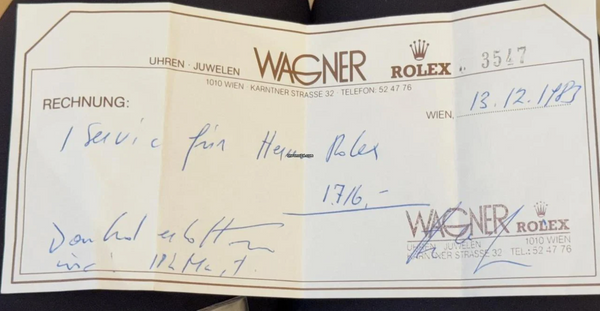 UHREN · JUWELEN WAGNER ROLEX 3547
1010 WIEN · KÄRNTNER STRASSE 32 TELEFON: 52 47 76
RECHNUNG:
WIEN, 13.12.1983
1 Service für Rolex
1.716,-
Dankend erhalten
WAGNER ROLEX
UHREN · JUWELEN 1010 WIEN
KÄRNTNER STRASSE 32 TEL.: 52 47 76